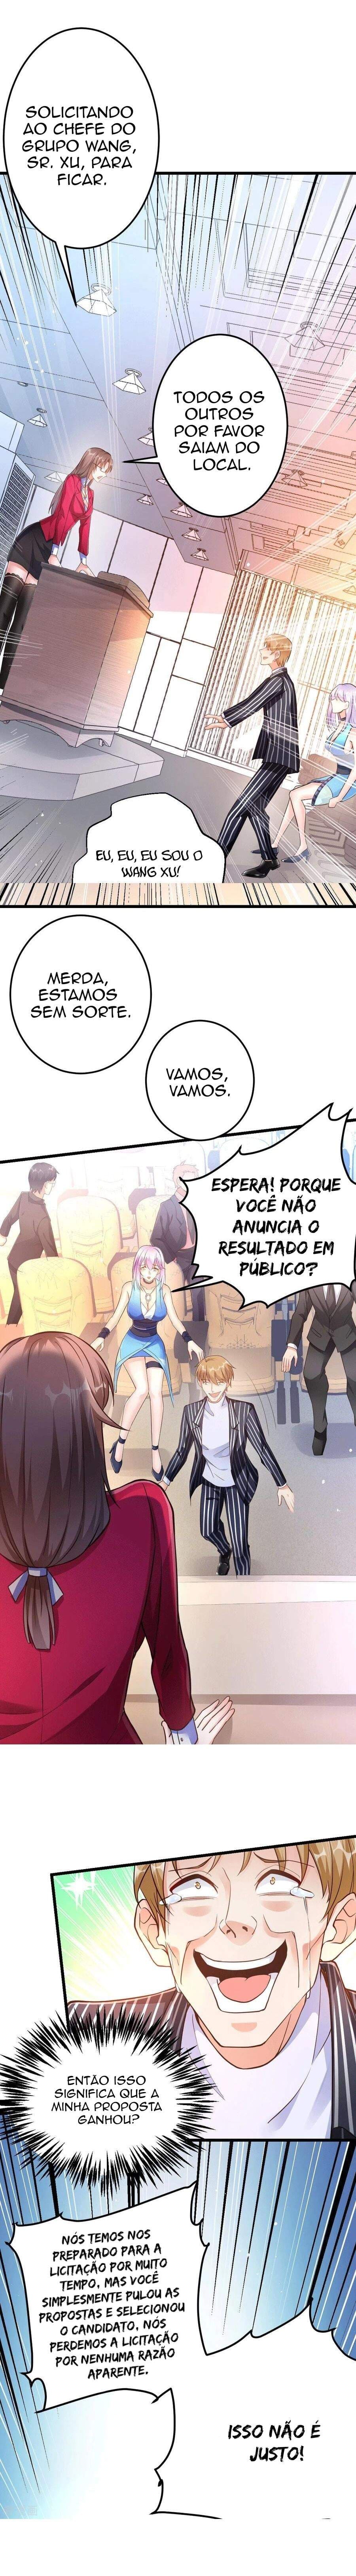 SOLICITANDO
AO CHEFE DO
GRUPO WANG,
SR. XU, PARA
FICAR.
TODOS OS
OUTROS
POR FAVOR
SAIAM DO
LOCAL.
EU, EU, EU SOU O
WANG XU!
MERDA,
ESTAMOS
SEM SORTE.
VAMOS,
VAMOS.
ESPERA! PORQUE
VOCÊ NÃO
ANUNCIA O
RESULTADO EM
PÚBLICO?
ENTÃO ISSO
SIGNIFICA QUE A
MINHA PROPOSTA
GANHOU?
NÓS TEMOS NOS
PREPARADO PARA A
LICITAÇÃO POR MUITO
TEMPO, MAS VOCÊ
SIMPLESMENTE PULOU AS
PROPOSTAS E SELECIONOU
O CANDIDATO, NÓS
PERDEMOS A LICITAÇÃO
POR NENHUMA RAZÃO
APARENTE.
ISSO NÃO É
JUSTO!